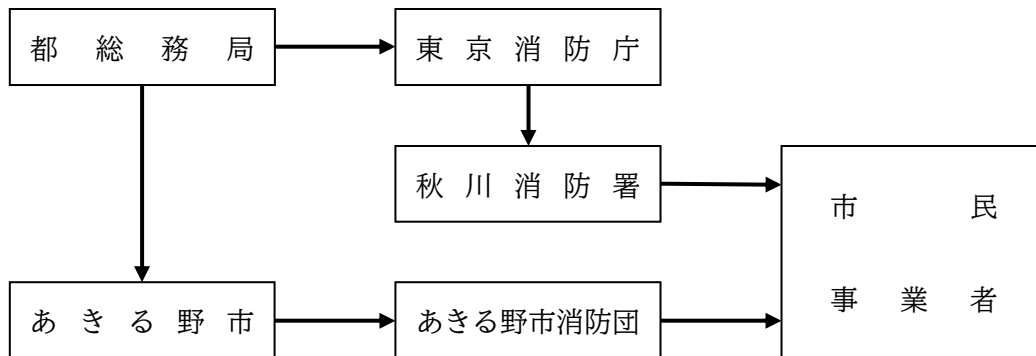 都総務局
東京消防庁
秋川消防署
市民
事業者
あきる野市
あきる野市消防団